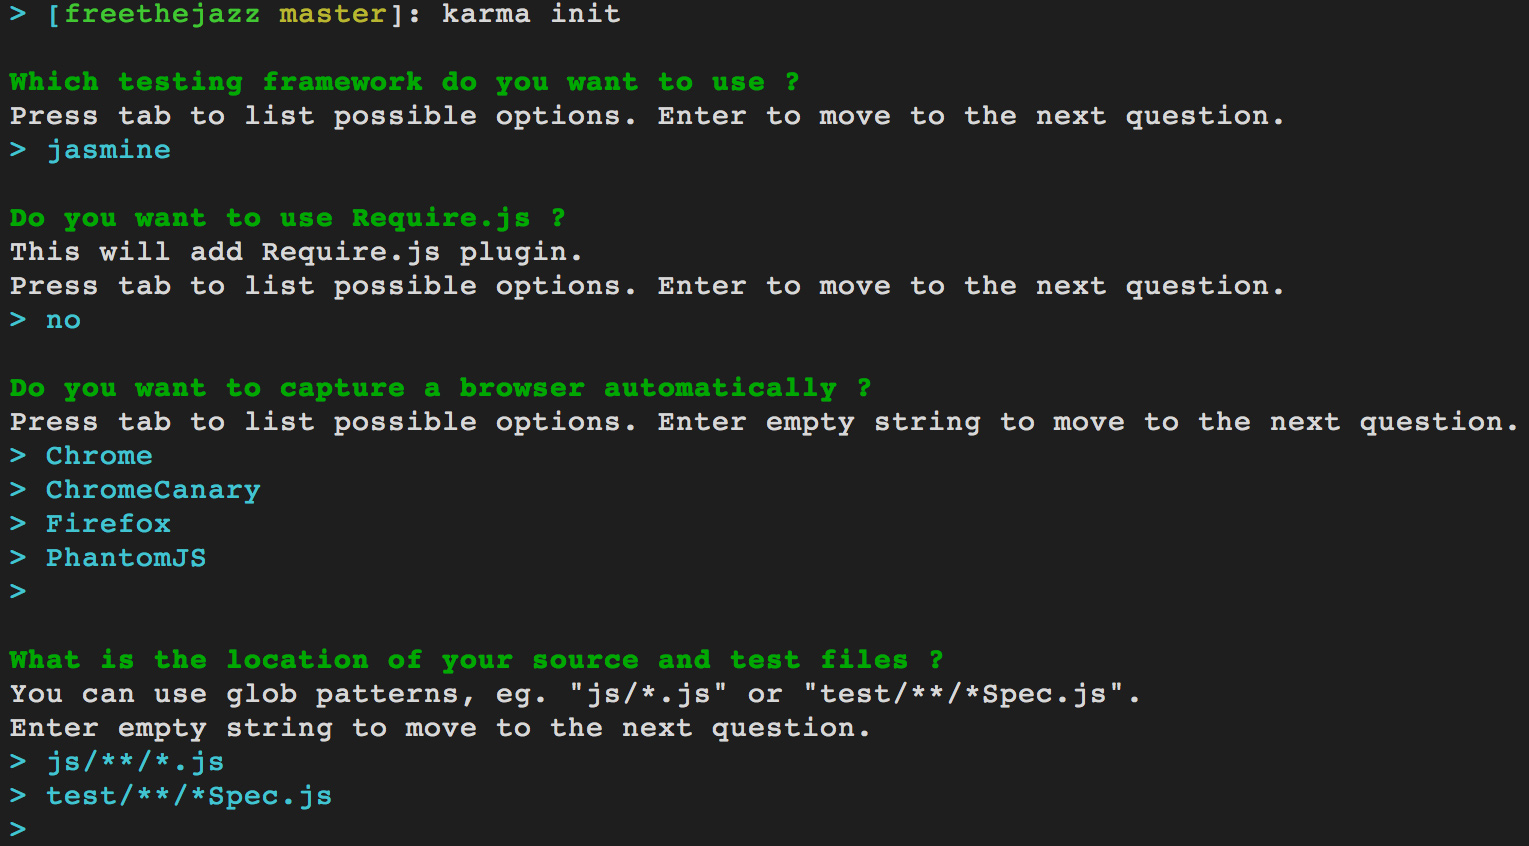 > [freethejazz master]: karma init
Which testing framework do you want to use ?
Press tab to list possible options. Enter to move to the next question.
> jasmine
Do you want to use Require.js ?
This will add Require.js plugin.
Press tab to list possible options. Enter to move to the next question.
> no
Do you want to capture a browser automatically ?
Press tab to list possible options. Enter empty string to move to the next question.
> Chrome
> ChromeCanary
> Firefox
> PhantomJS
>
What is the location of your source and test files ?
You can use glob patterns, eg. "js/*.js" or "test/**/*Spec.js".
Enter empty string to move to the next question.
> js/**/*.js
> test/**/*Spec.js
>